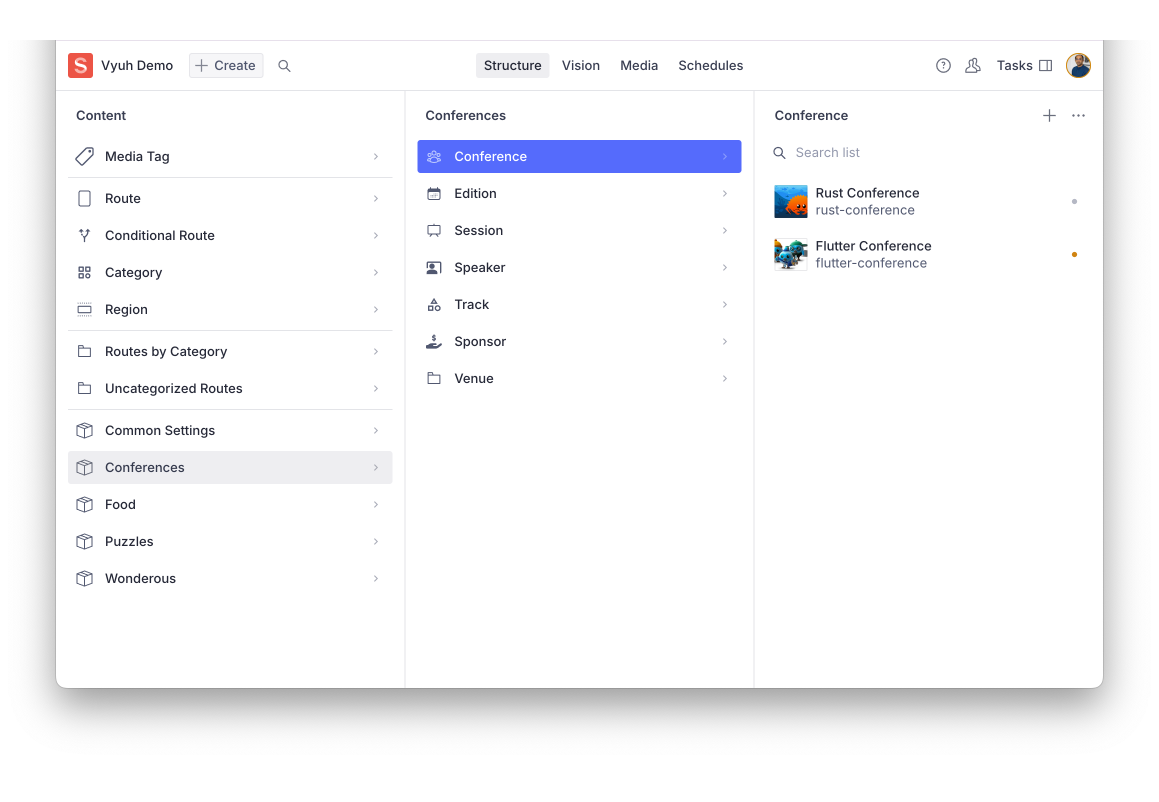 S Vyuh Demo + Create Structure Vision Media Schedules ? Tasks
Content
Media Tag
Route
Conditional Route
Category
Region
Routes by Category
Uncategorized Routes
Common Settings
Conferences
Food
Puzzles
Wonderous
Conferences
Conference
Edition
Session
Speaker
Track
Sponsor
Venue
Conference
Search list
Rust Conference
rust-conference
Flutter Conference
flutter-conference